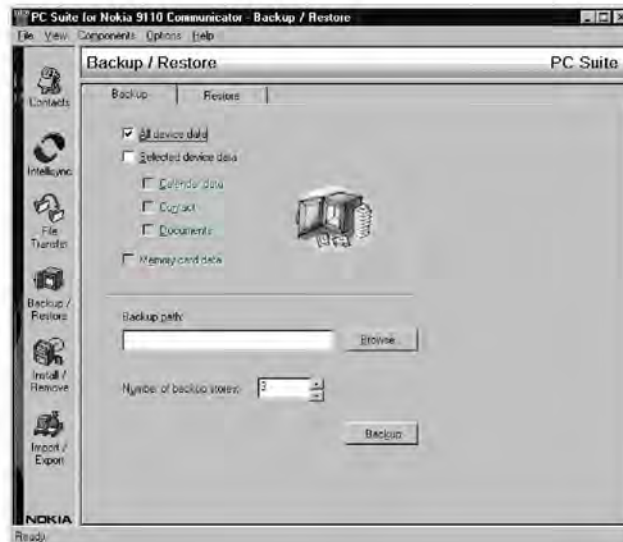 PC Suite for Nokia 9110 Communicator - Backup / Restore
File View Components Options Help
Backup / Restore PC Suite
Contacts
Intellisync
File
Transfer
Backup /
Restore
Install /
Remove
Import /
Export
NOKIA
Backup Restore
All device data
Selected device data
Calendar data
Contact
Documents
Memory card data
Backup path:
Browse...
Number of backup stores: 3
Backup
Ready